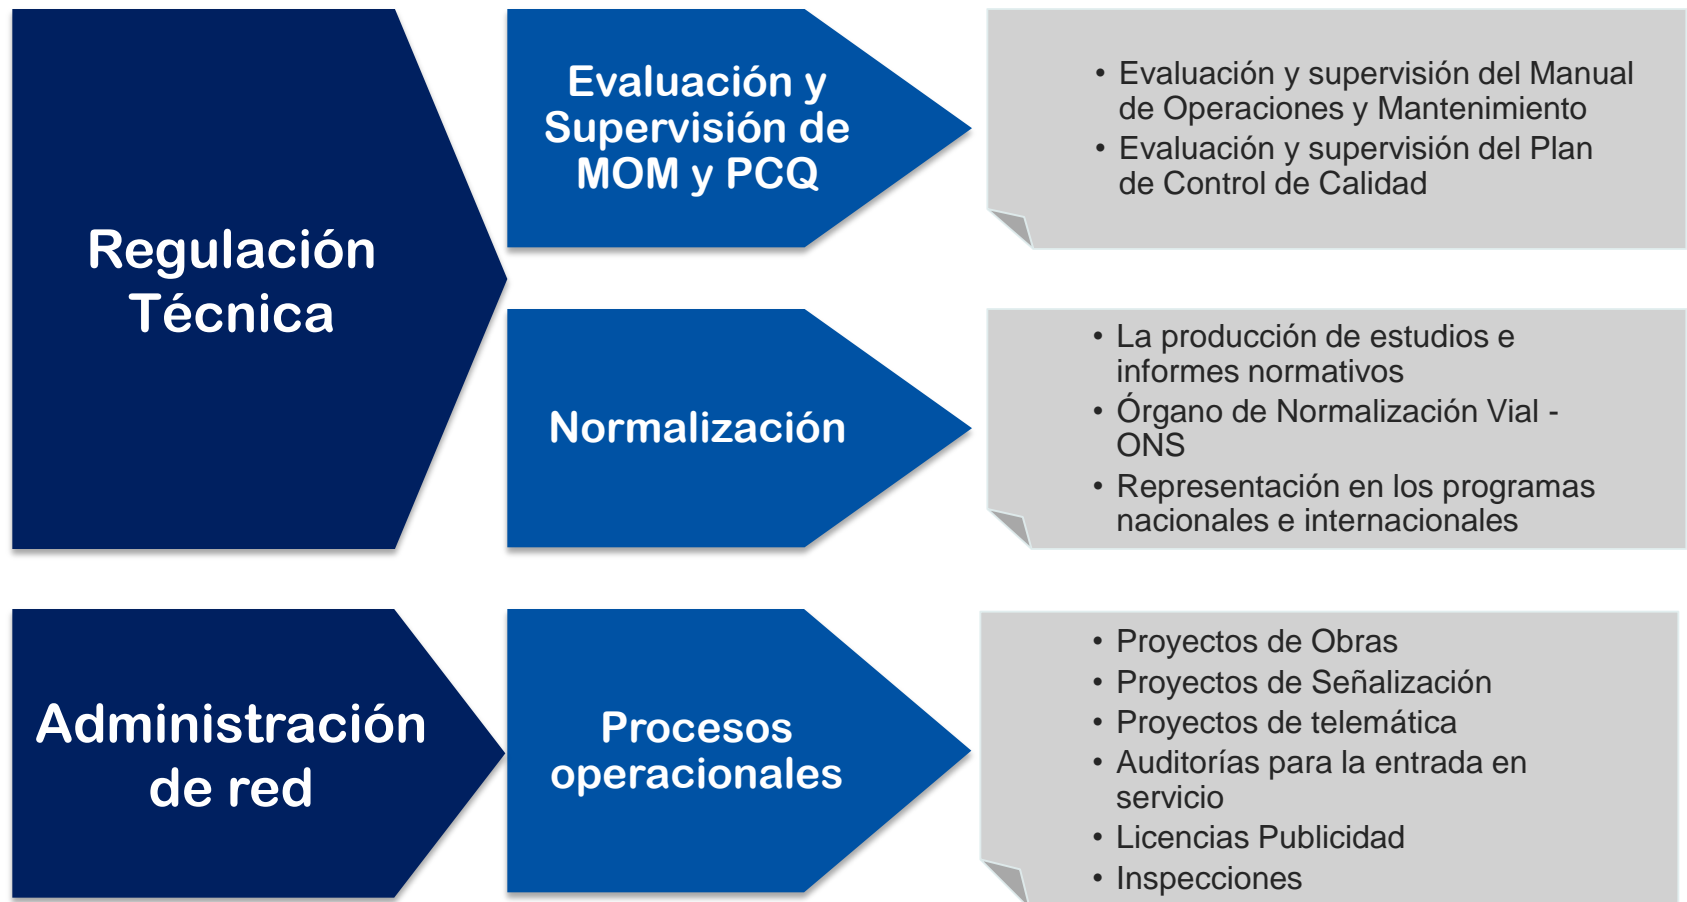 Regulación
Técnica
Evaluación y
Supervisión de
MOM y PCQ
• Evaluación y supervisión del Manual
de Operaciones y Mantenimiento
• Evaluación y supervisión del Plan
de Control de Calidad
Normalización
• La producción de estudios e
informes normativos
• Órgano de Normalización Vial -
ONS
• Representación en los programas
nacionales e internacionales
Administración
de red
Procesos
operacionales
• Proyectos de Obras
• Proyectos de Señalización
• Proyectos de telemática
• Auditorías para la entrada en
servicio
• Licencias Publicidad
• Inspecciones